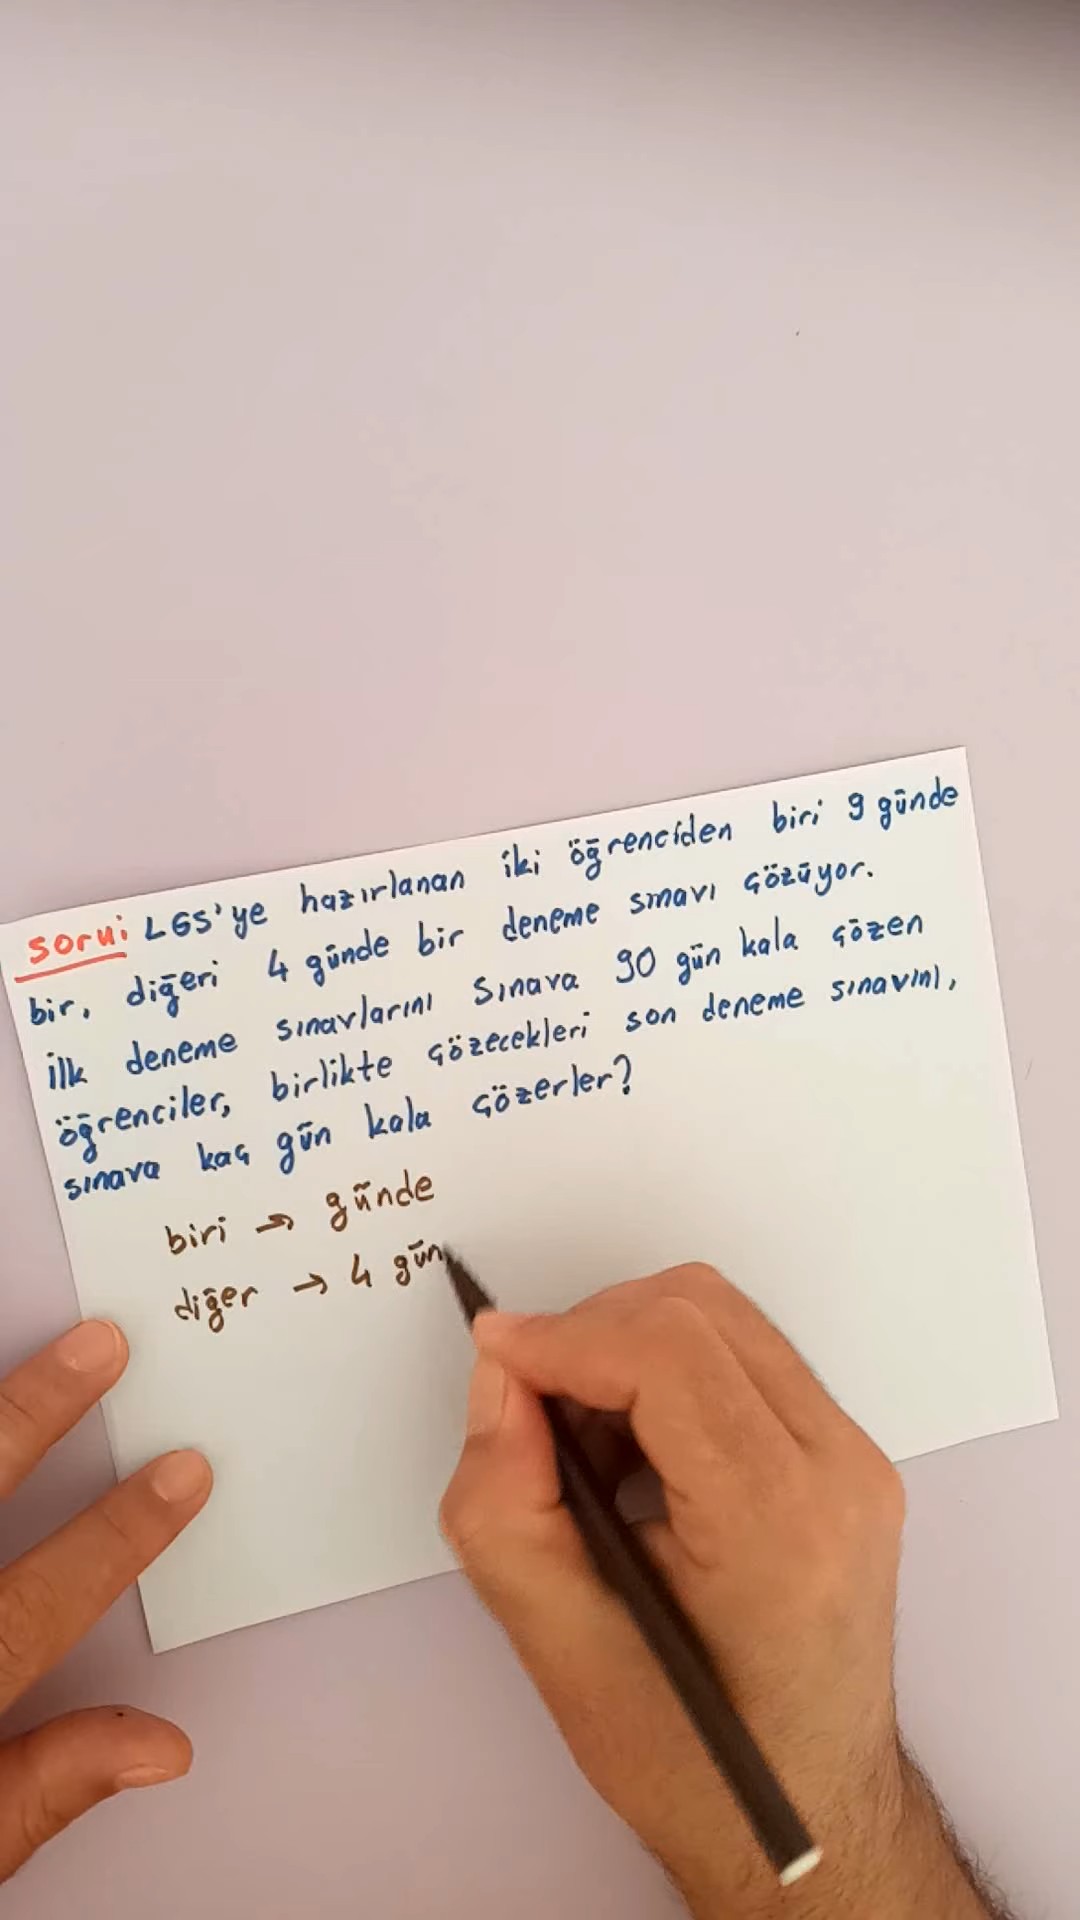 soru: LGS'ye hazırlanan iki öğrenciden biri 9 günde
bir, diğeri 4 günde bir deneme sınavı çözüyor.
ilk deneme sınavlarını sınava 90 gün kala çözen
öğrenciler, birlikte çözecekleri son deneme sınavını,
sınava kaç gün kala çözerler?
biri → günde
diğer → 4 gün